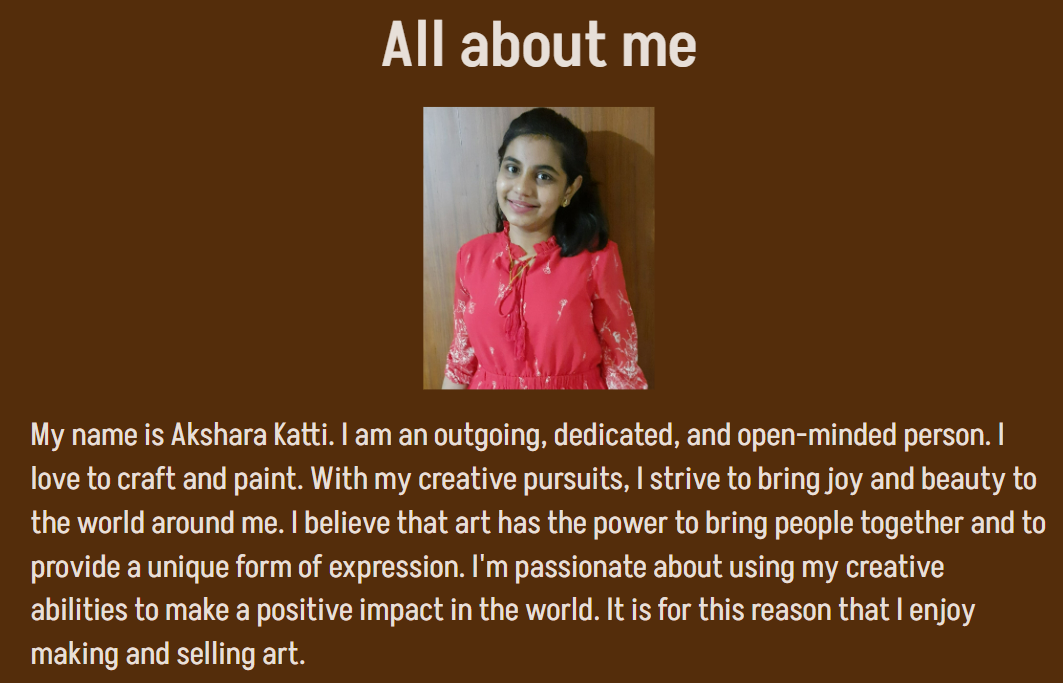 All about me
My name is Akshara Katti. I am an outgoing, dedicated, and open-minded person. I
love to craft and paint. With my creative pursuits, I strive to bring joy and beauty to
the world around me. I believe that art has the power to bring people together and to
provide a unique form of expression. I'm passionate about using my creative
abilities to make a positive impact in the world. It is for this reason that I enjoy
making and selling art.